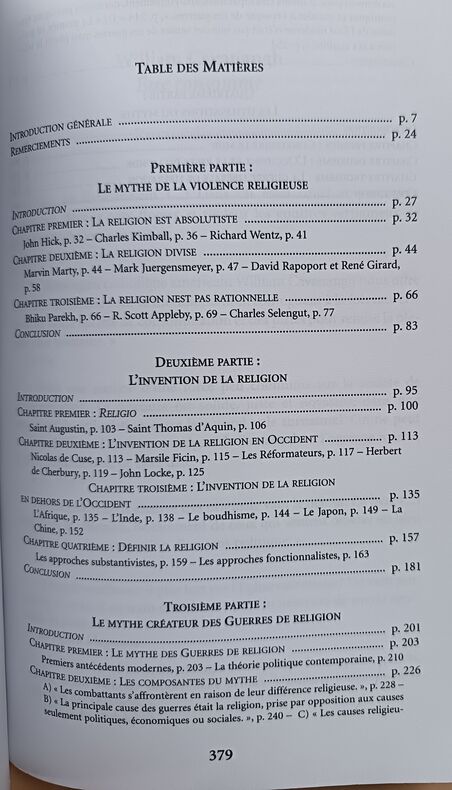 TABLE DES MATIÈRES
INTRODUCTION GÉNÉRALE ........ p. 7
REMERCIEMENTS ........ p. 24
PREMIÈRE PARTIE :
LE MYTHE DE LA VIOLENCE RELIGIEUSE
INTRODUCTION ........ p. 27
CHAPITRE PREMIER : LA RELIGION EST ABSOLUTISTE ........ p. 32
John Hick, p. 32 – Charles Kimball, p. 36 – Richard Wentz, p. 41
CHAPITRE DEUXIÈME : LA RELIGION DIVISE ........ p. 44
Marvin Marty, p. 44 – Mark Juergensmeyer, p. 47 – David Rapoport et René Girard,
p. 58
CHAPITRE TROISIÈME : LA RELIGION NEST PAS RATIONELLE ........ p. 66
Bhiku Parekh, p. 66 – R. Scott Appleby, p. 69 – Charles Selengut, p. 77
CONCLUSION ........ p. 83
DEUXIÈME PARTIE :
L'INVENTION DE LA RELIGION
INTRODUCTION ........ p. 95
CHAPITRE PREMIER : RELIGIO ........ p. 100
Saint Augustin, p. 103 – Saint Thomas d'Aquin, p. 106
CHAPITRE DEUXIÈME : L'INVENTION DE LA RELIGION EN OCCIDENT ........ p. 113
Nicolas de Cuse, p. 113 – Marsile Ficin, p. 115 – Les Réformateurs, p. 117 – Herbert
de Cherbury, p. 119 – John Locke, p. 125
CHAPITRE TROISIÈME : L'INVENTION DE LA RELIGION
EN DEHORS DE L'OCCIDENT ........ p. 135
L'Afrique, p. 135 – L'Inde, p. 138 – Le boudhisme, p. 144 – Le Japon, p. 149 – La
Chine, p. 152
CHAPITRE QUATRIÈME : DÉFINIR LA RELIGION ........ p. 157
Les approches substantivistes, p. 159 – Les approches fonctionnalistes, p. 163
CONCLUSION ........ p. 181
TROISIÈME PARTIE :
LE MYTHE CRÉATEUR DES GUERRES DE RELIGION
INTRODUCTION ........ p. 201
CHAPITRE PREMIER : LE MYTHE DES GUERRES DE RELIGION ........ p. 203
Premiers antécédents modernes, p. 203 – La théorie politique contemporaine, p. 210
CHAPITRE DEUXIÈME : LES COMPOSANTES DU MYTHE ........ p. 226
A) « Les combattants s'affrontèrent en raison de leur différence religieuse. », p. 228 –
B) « La principale cause des guerres était la religion, prise par opposition aux causes
seulement politiques, économiques ou sociales. », p. 240 – C) « Les causes religieu-
379